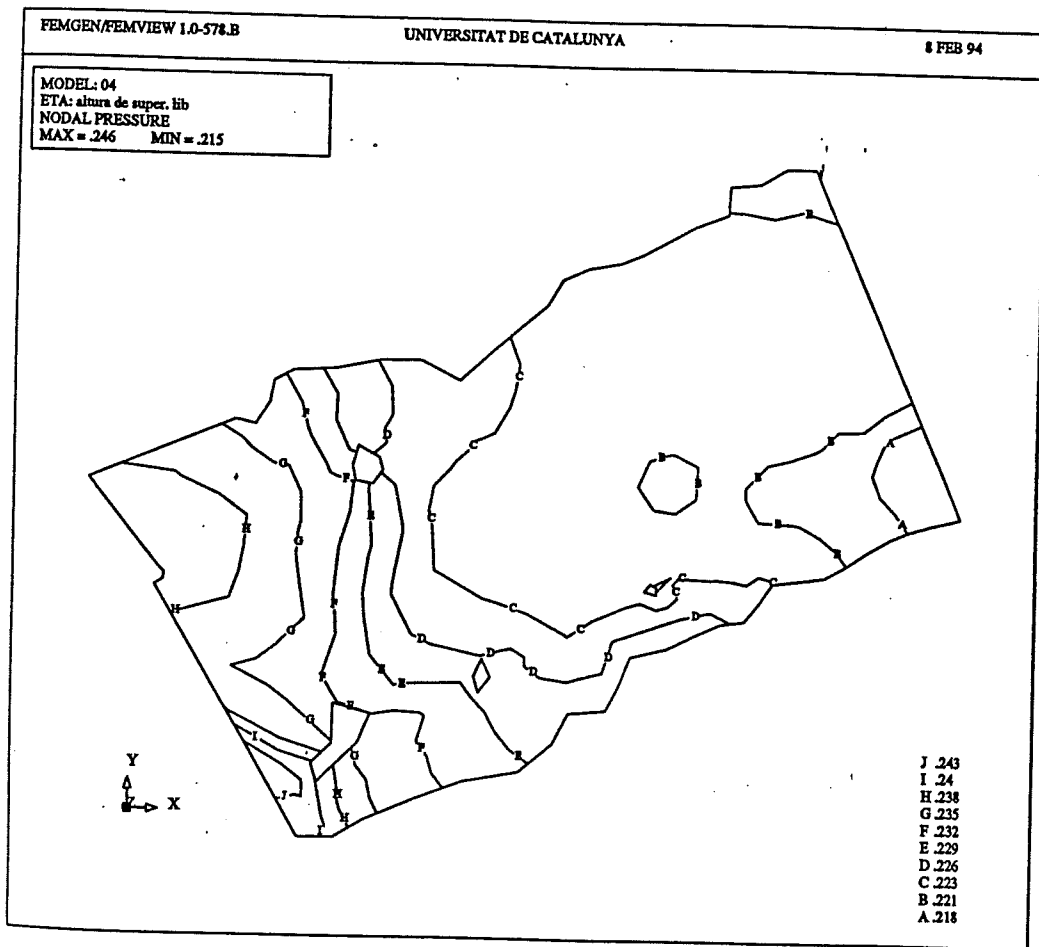 FEMGEN/FEMVIEW 1.0-578.B UNIVERSITAT DE CATALUNYA 8 FEB 94
MODEL: 04
ETA: altura de super. lib
NODAL PRESSURE
MAX = .246 MIN = .215
B
C
F
D
C
B
A
G
F
B
B
B
H
E
C
B
A
G
B
H
F
C
C
C
C
G
D
D
D
D
D
F
E
E
G
E
I
G
F
E
J
H
H
I
Y
Z X
J .243
I .24
H .238
G .235
F .232
E .229
D .226
C .223
B .221
A .218